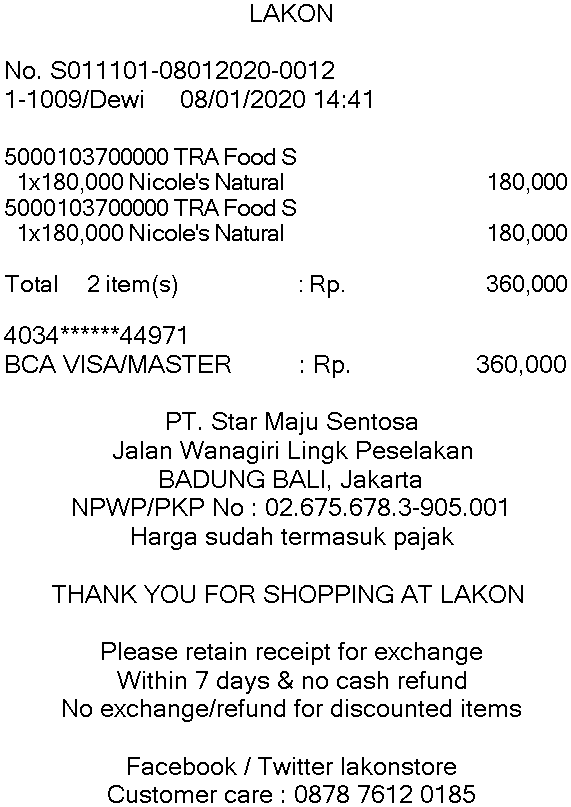 LAKON
No. S011101-08012020-0012
1-1009/Dewi 08/01/2020 14:41
5000103700000 TRA Food S
1x180,000 Nicole's Natural 180,000
5000103700000 TRA Food S
1x180,000 Nicole's Natural 180,000
Total 2 item(s) : Rp. 360,000
4034******44971
BCA VISA/MASTER : Rp. 360,000
PT. Star Maju Sentosa
Jalan Wanagiri Lingk Peselakan
BADUNG BALI, Jakarta
NPWP/PKP No : 02.675.678.3-905.001
Harga sudah termasuk pajak
THANK YOU FOR SHOPPING AT LAKON
Please retain receipt for exchange
Within 7 days & no cash refund
No exchange/refund for discounted items
Facebook / Twitter lakonstore
Customer care : 0878 7612 0185